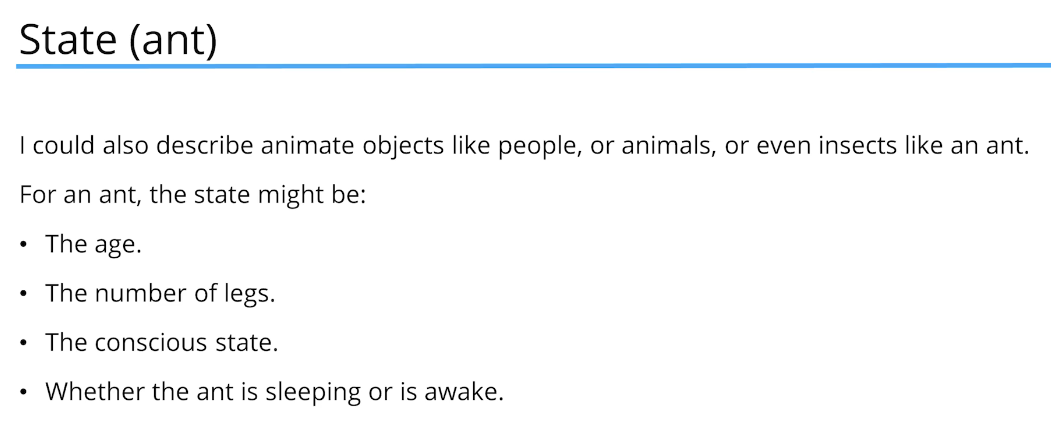 State (ant)
I could also describe animate objects like people, or animals, or even insects like an ant.
For an ant, the state might be:
• The age.
• The number of legs.
• The conscious state.
• Whether the ant is sleeping or is awake.